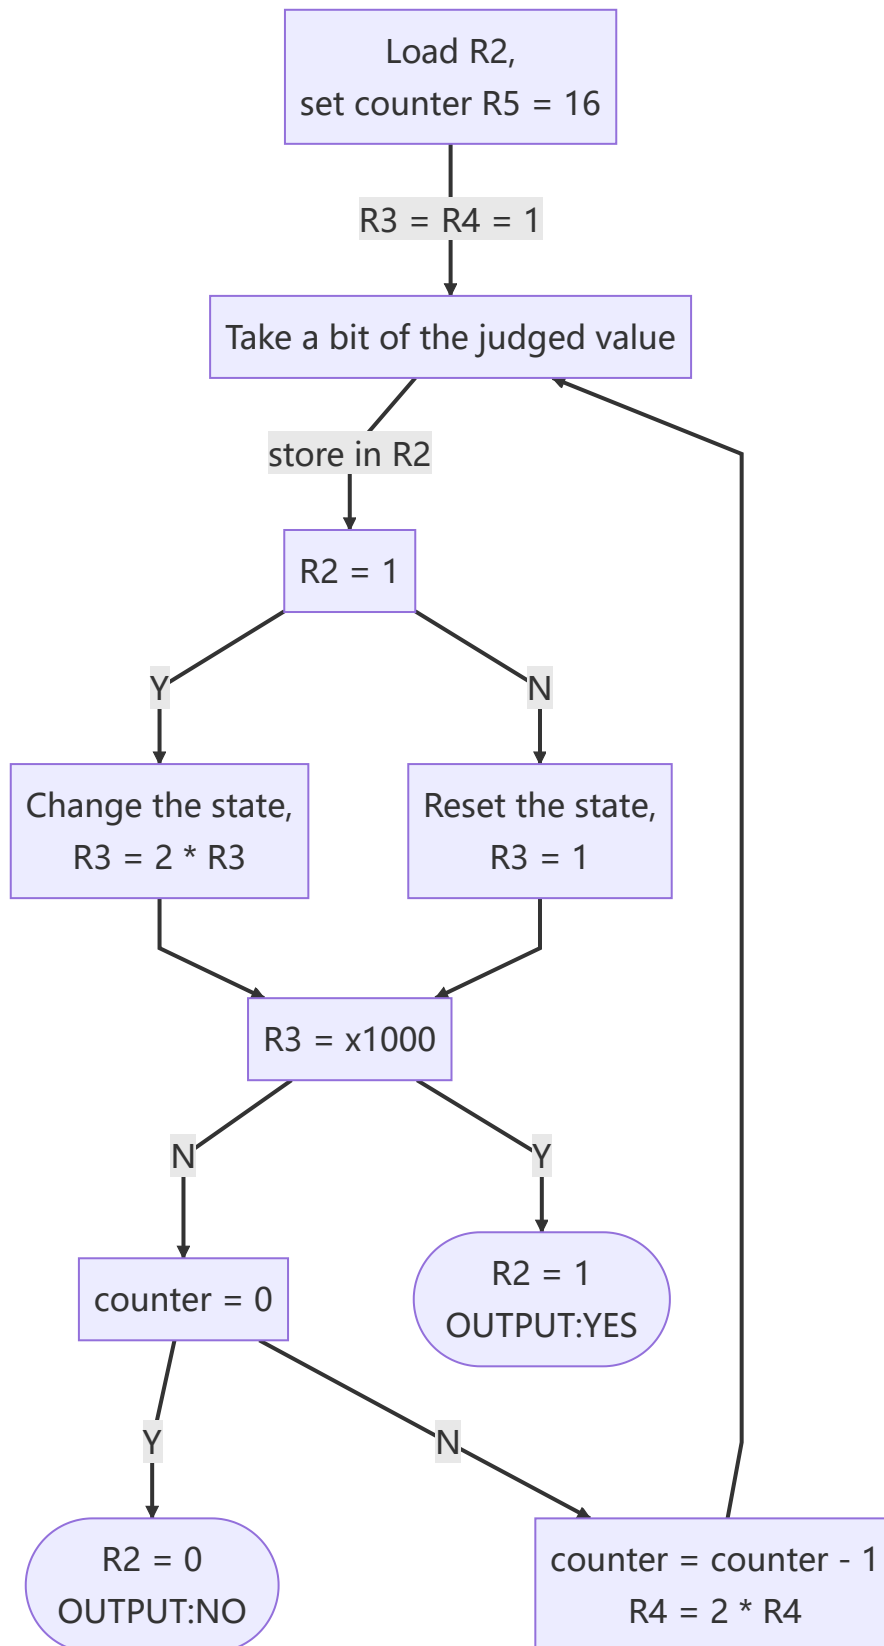 Load R2,
set counter R5 = 16
R3 = R4 = 1
Take a bit of the judged value
store in R2
R2 = 1
Y
N
Change the state,
R3 = 2 * R3
Reset the state,
R3 = 1
R3 = x1000
N
Y
counter = 0
R2 = 1
OUTPUT:YES
Y
N
R2 = 0
OUTPUT:NO
counter = counter - 1
R4 = 2 * R4